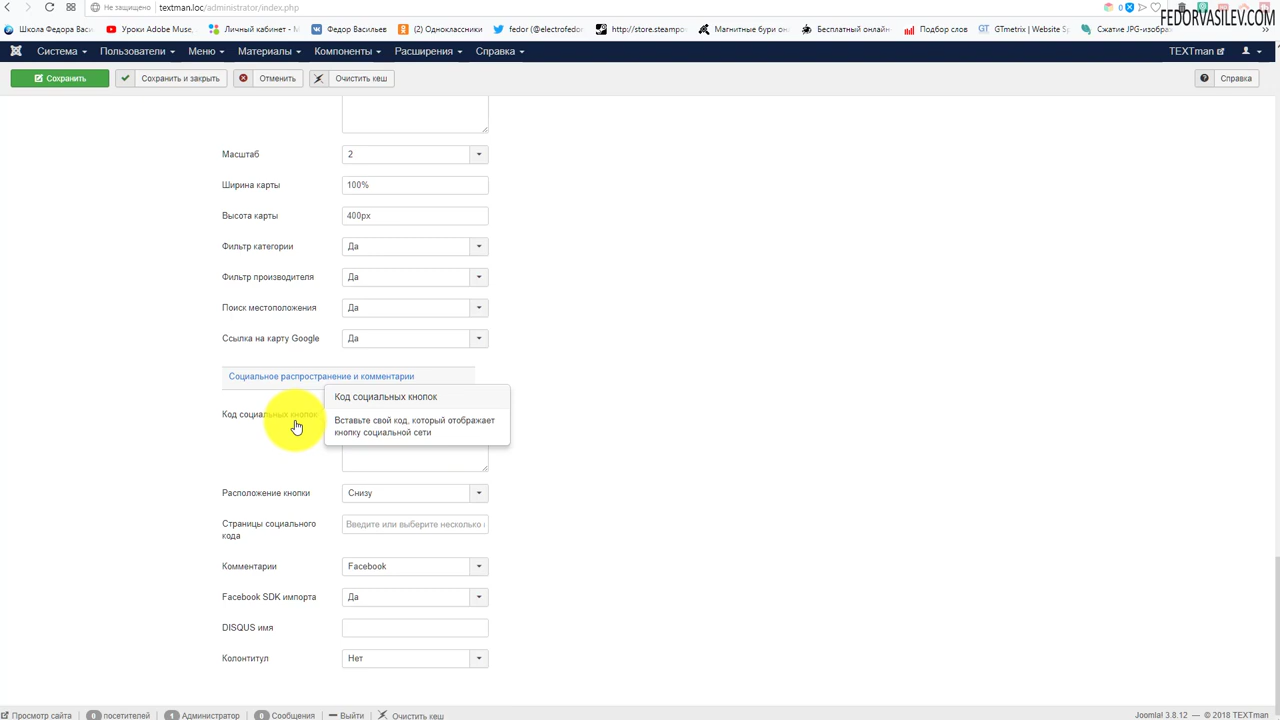 Не защищено textman.loc/administrator/index.php
0
FEDORVASILEV.COM
Школа Федора Васи. Уроки Adobe Muse, Личный кабинет - М Федор Васильев (2) Одноклассники fedor (@electrofedor http://store.steampo Магнитные бури он Бесплатный онлайн Подбор слов GTmetrix | Website Sp Сжатие JPG-изобра
Система Пользователи Меню Материалы Компоненты Расширения Справка TEXTman
Сохранить Сохранить и закрыть Отменить Очистить кеш Справка
Масштаб 2
Ширина карты 100%
Высота карты 400px
Фильтр категории Да
Фильтр производителя Да
Поиск местоположения Да
Ссылка на карту Google Да
Социальное распространение и комментарии
Код социальных кнопок
Код социальных кнопок
Вставьте свой код, который отображает
кнопку социальной сети
Расположение кнопки Снизу
Страницы социального
кода
Введите или выберите несколько
Комментарии Facebook
Facebook SDK импорта Да
DISQUS имя
Колонтитул Нет
Просмотр сайта 0 посетителей 1 Администратор 0 Сообщения Выйти Очистить кеш Joomla! 3.8.12 — © 2018 TEXTman